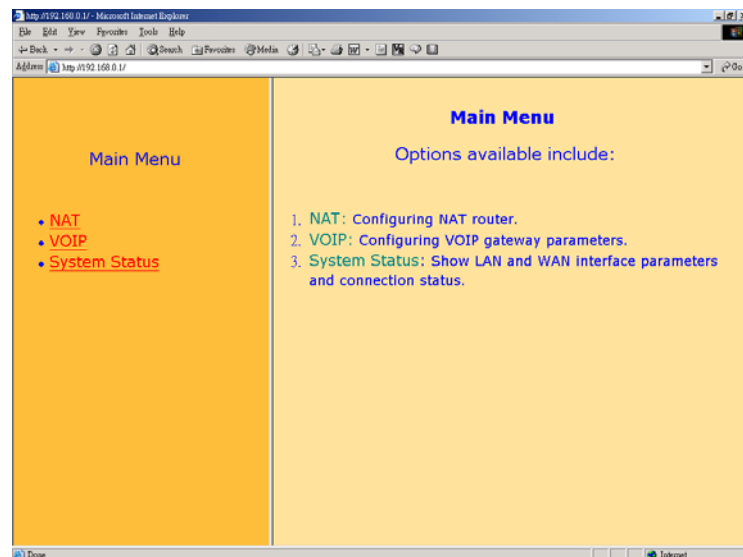 http://192.168.0.1/ - Microsoft Internet Explorer
File Edit View Favorites Tools Help
Back Search Favorites Media
Address http://192.168.0.1/ Go
Main Menu
• NAT
• VOIP
• System Status
Main Menu
Options available include:
1. NAT: Configuring NAT router.
2. VOIP: Configuring VOIP gateway parameters.
3. System Status: Show LAN and WAN interface parameters
and connection status.
Done Internet